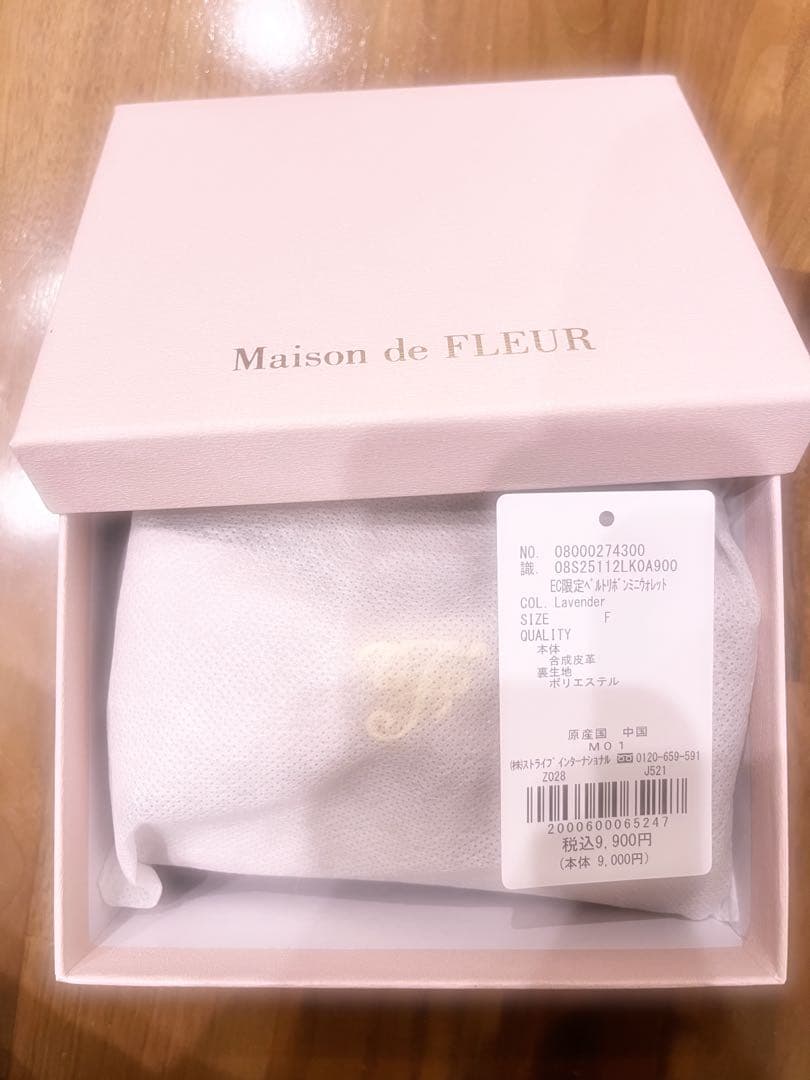 Maison de FLEUR
NO. 08000274300
識. 08S25112LK0A900
EC限定ﾍﾞﾙﾄﾘﾎﾞﾝﾐﾆｳｫﾚｯﾄ
COL. Lavender
SIZE F
QUALITY
本体
合成皮革
裏生地
ポリエステル
原産国 中国
M01
(株)ｽﾄﾗｲﾌﾟ ｲﾝﾀｰﾅｼｮﾅﾙ 0120-659-591
Z028 J521
2000600065247
税込9,900円
(本体 9,000円)